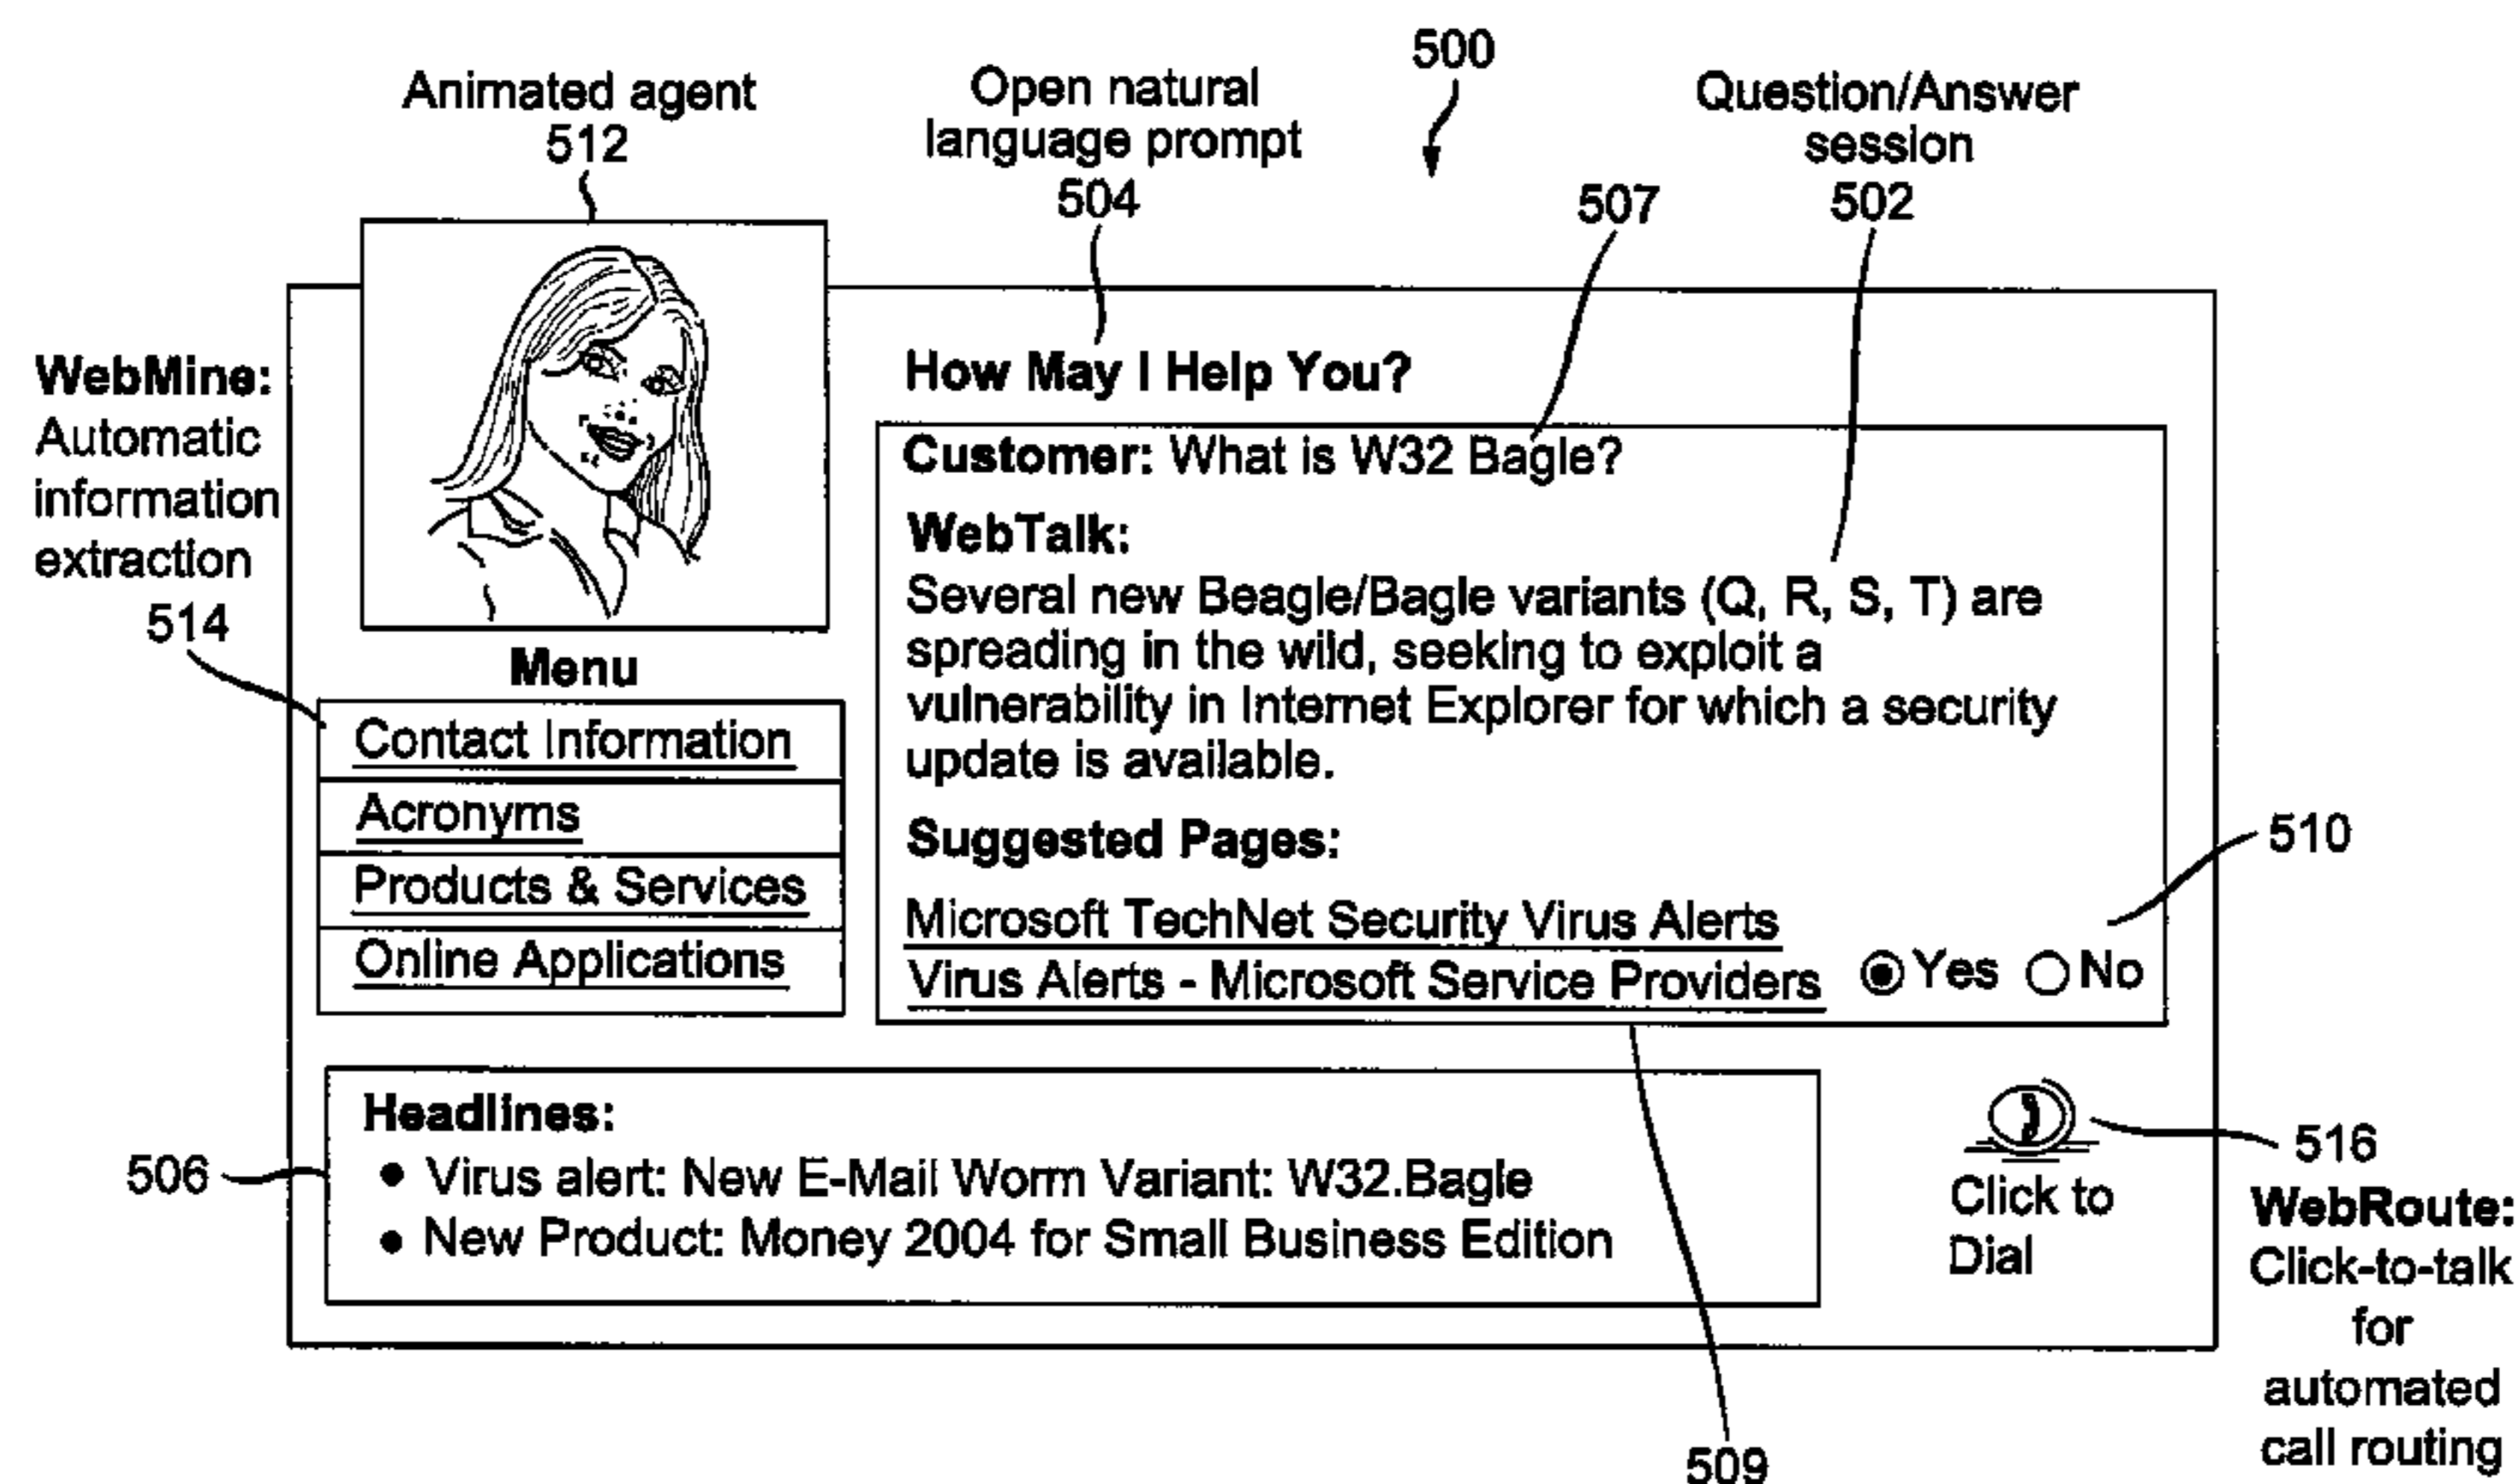 500
Animated agent
512
Open natural
language prompt
504
Question/Answer
session
502
507
WebMine:
Automatic
information
extraction
514
How May I Help You?
Customer: What is W32 Bagle?
WebTalk:
Several new Beagle/Bagle variants (Q, R, S, T) are
spreading in the wild, seeking to exploit a
vulnerability in Internet Explorer for which a security
update is available.
Suggested Pages:
Microsoft TechNet Security Virus Alerts
Virus Alerts - Microsoft Service Providers
Yes No
510
Menu
Contact Information
Acronyms
Products & Services
Online Applications
506
Headlines:
• Virus alert: New E-Mail Worm Variant: W32.Bagle
• New Product: Money 2004 for Small Business Edition
Click to
Dial
516
WebRoute:
Click-to-talk
for
automated
call routing
509